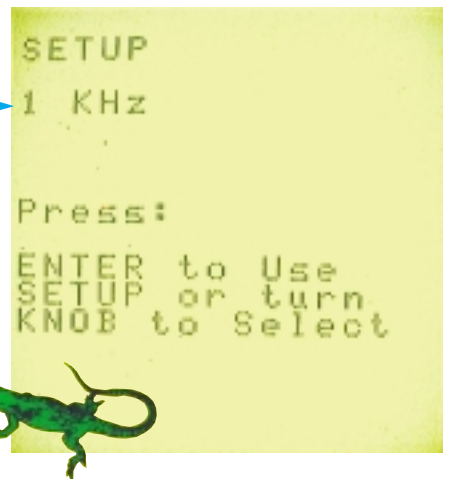 SETUP
1 KHz
Press:
ENTER to Use
SETUP or turn
KNOB to Select